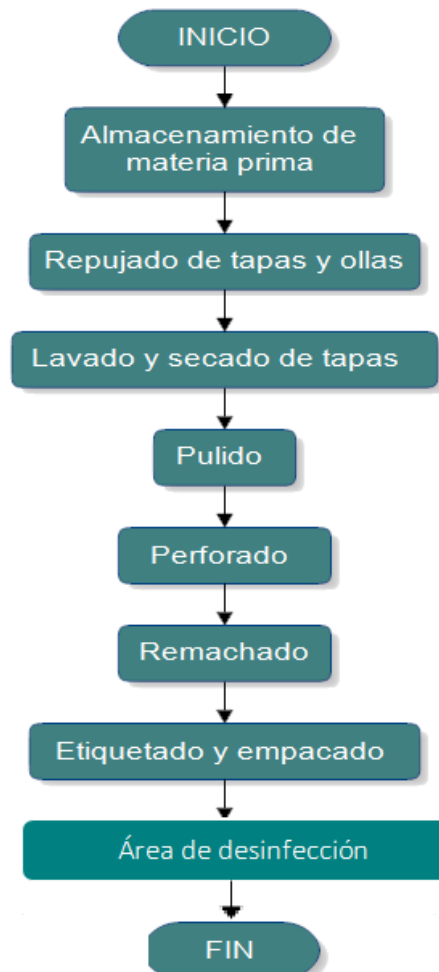 INICIO
Almacenamiento de
materia prima
Repujado de tapas y ollas
Lavado y secado de tapas
Pulido
Perforado
Remachado
Etiquetado y empacado
Área de desinfección
FIN